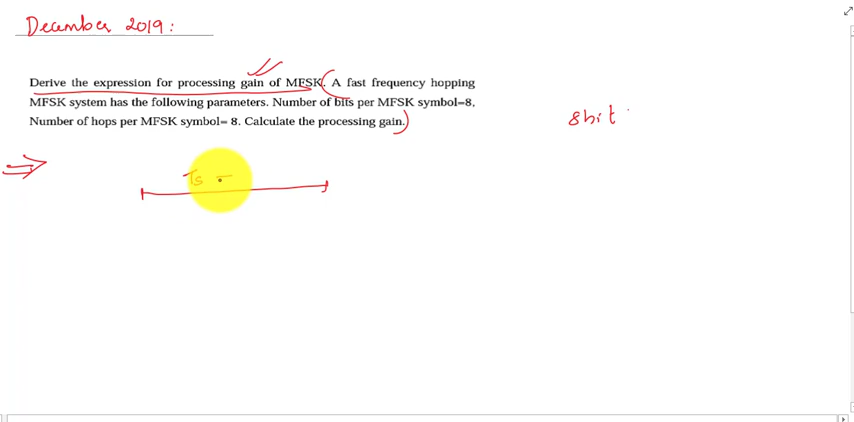 December 2019:
Derive the expression for processing gain of MFSK. A fast frequency hopping
MFSK system has the following parameters. Number of bits per MFSK symbol=8,
Number of hops per MFSK symbol= 8. Calculate the processing gain.
8bit
Ts =